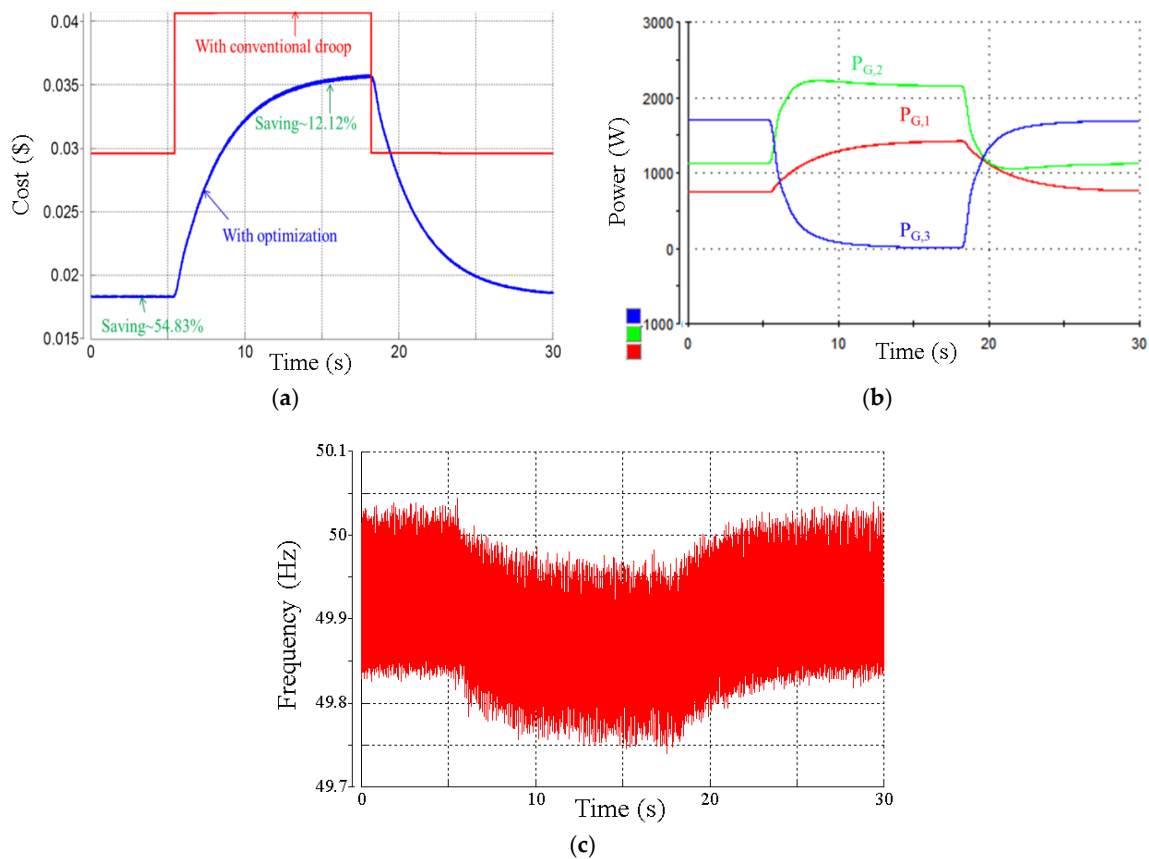 0.04
0.035
0.03
0.025
0.02
0.015
Cost ($)
With conventional droop
Saving~12.12%
With optimization
Saving~54.83%
0
10
20
30
Time (s)
(a)
3000
2000
1000
0
1000
Power (W)
PG,2
PG,1
PG,3
0
10
20
30
Time (s)
(b)
50.1
50
49.9
49.8
49.7
Frequency (Hz)
0
10
20
30
Time (s)
(c)